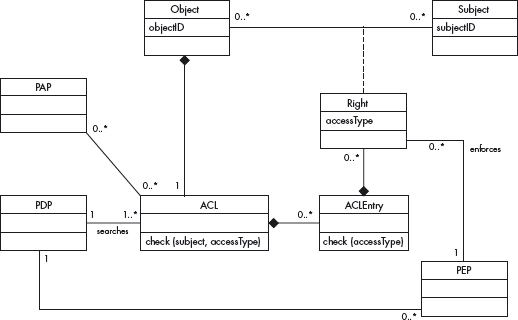 Object
objectID
0..*
0..*
Subject
subjectID
PAP
0..*
Right
accessType
0..*
0..*
enforces
0..*
1
PDP
1
1..*
searches
ACL
check (subject, accessType)
0..*
ACLEntry
check (accessType)
1
1
PEP
0..*